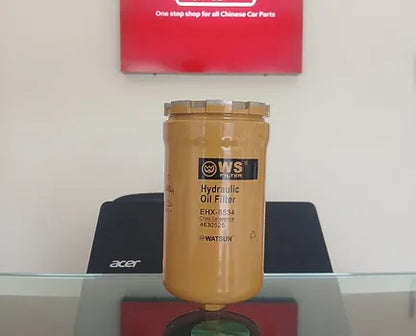 One stop shop for all Chinese Car Parts
WS
FILTER
Hydraulic
Oil Filter
EHX-6534
Cross Reference
4630525
WATSUN
acer